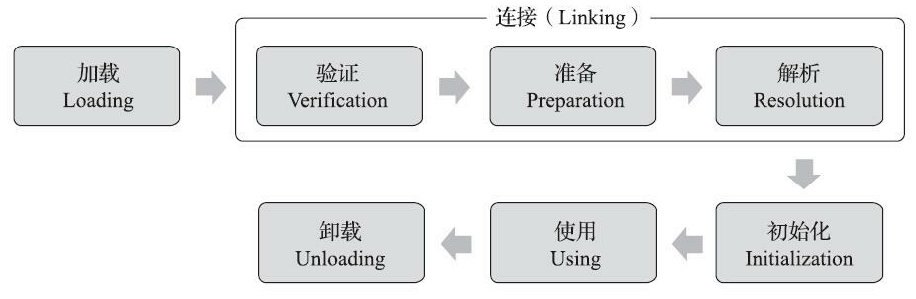 连接（Linking）
加载
Loading
验证
Verification
准备
Preparation
解析
Resolution
卸载
Unloading
使用
Using
初始化
Initialization